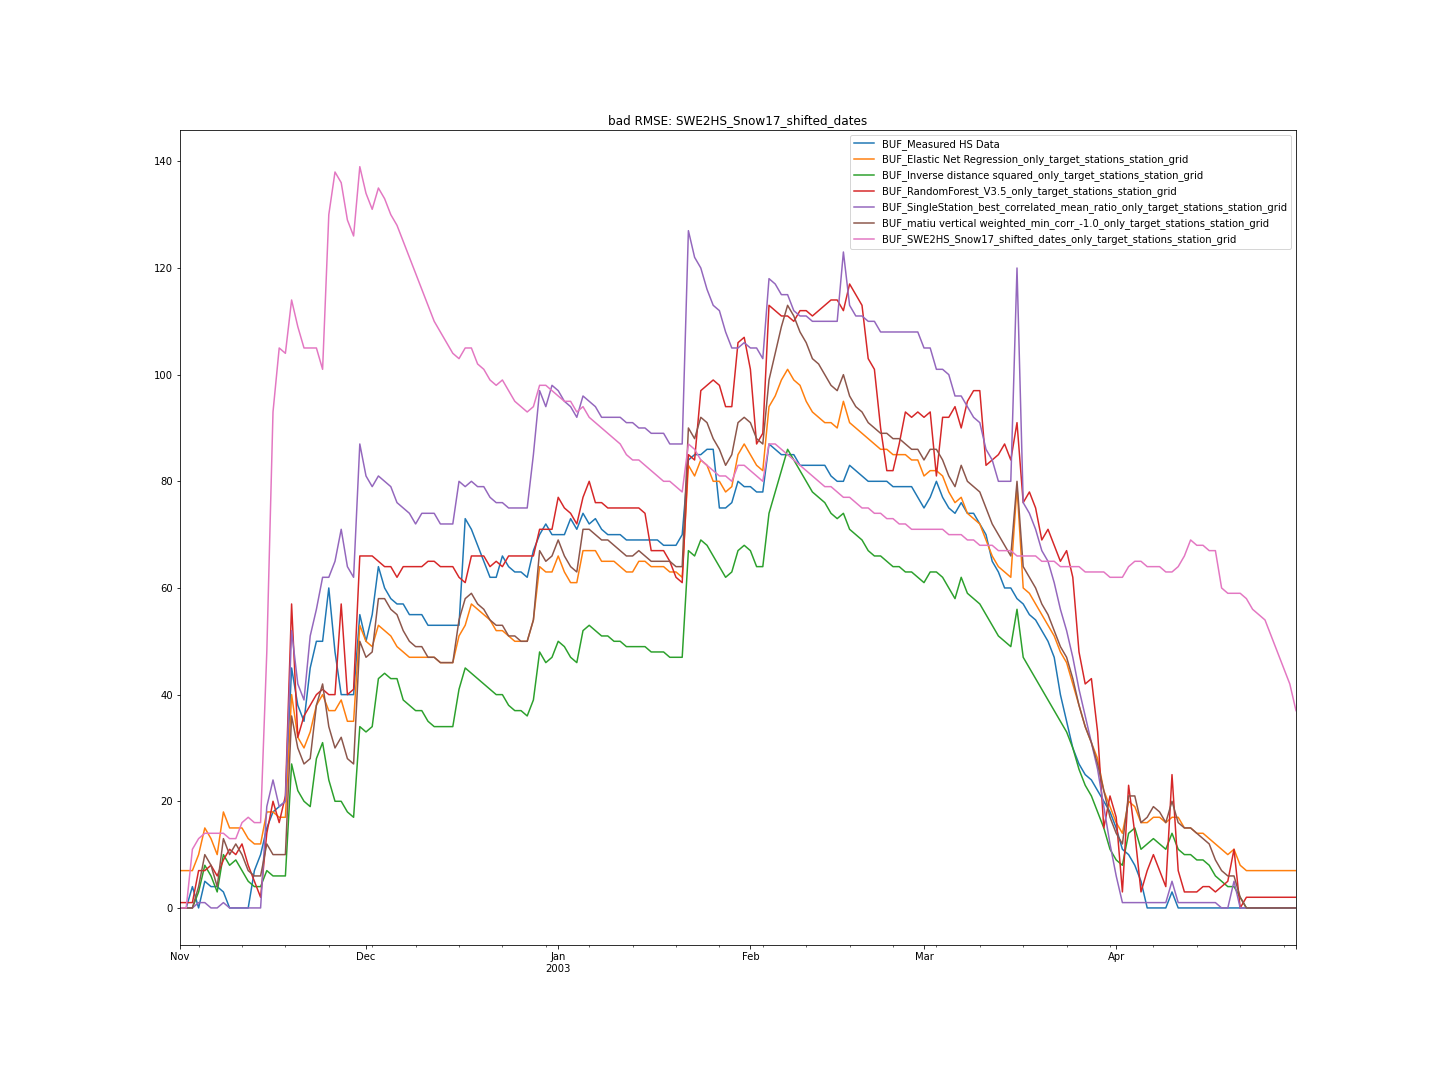 bad RMSE: SWE2HS_Snow17_shifted_dates
BUF_Measured HS Data
BUF_Elastic Net Regression_only_target_stations_station_grid
BUF_Inverse distance squared_only_target_stations_station_grid
BUF_RandomForest_V3.5_only_target_stations_station_grid
BUF_SingleStation_best_correlated_mean_ratio_only_target_stations_station_grid
BUF_matiu vertical weighted_min_corr_-1.0_only_target_stations_station_grid
BUF_SWE2HS_Snow17_shifted_dates_only_target_stations_station_grid
140
120
100
80
60
40
20
0
Nov Dec Jan Feb Mar Apr
2003